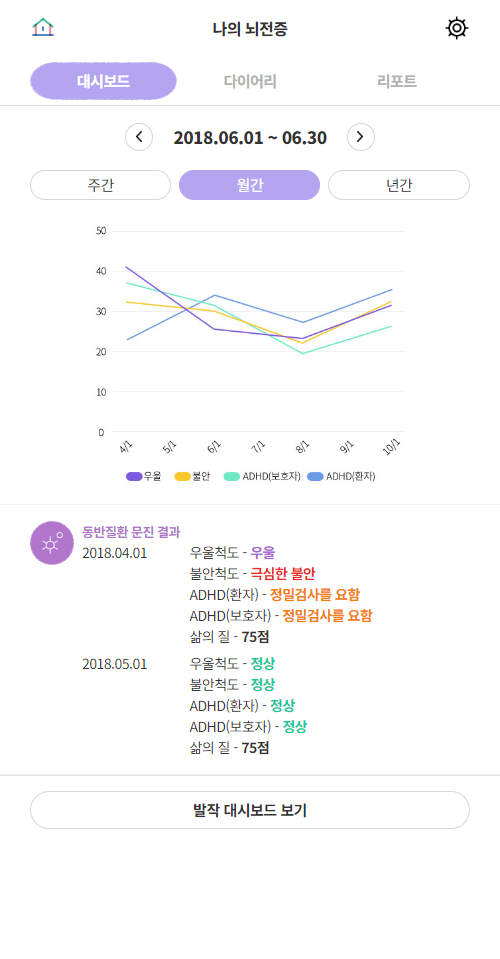 나의 뇌전증
대시보드 다이어리 리포트
2018.06.01 ~ 06.30
주간 월간 년간
50
40
30
20
10
0
4/1 5/1 6/1 7/1 8/1 9/1 10/1
우울 불안 ADHD(보호자) ADHD(환자)
동반질환 문진 결과
2018.04.01 우울척도 - 우울
불안척도 - 극심한 불안
ADHD(환자) - 정밀검사를 요함
ADHD(보호자) - 정밀검사를 요함
삶의 질 - 75점
2018.05.01 우울척도 - 정상
불안척도 - 정상
ADHD(환자) - 정상
ADHD(보호자) - 정상
삶의 질 - 75점
발작 대시보드 보기